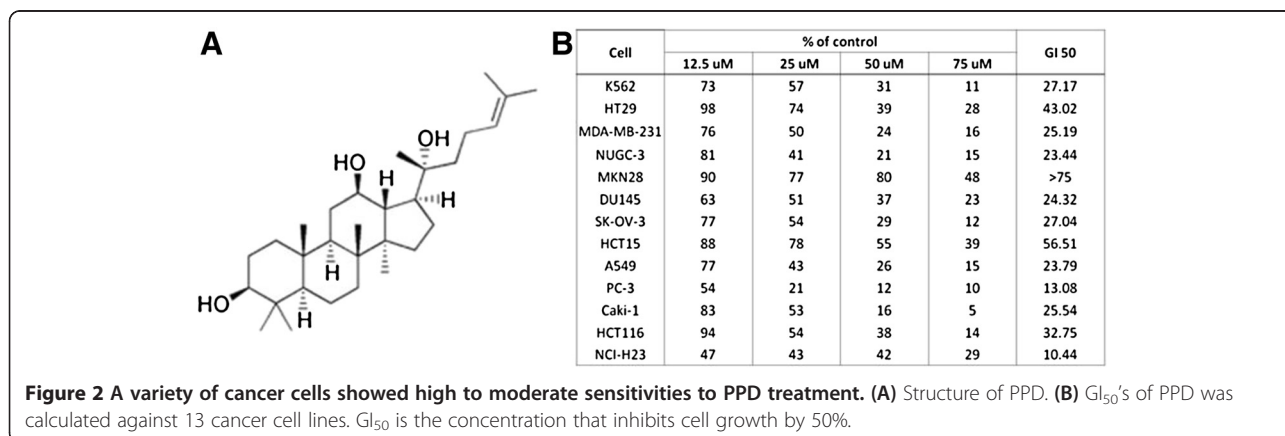 A
OH
HO
H
H
H
HO
H
B
Cell % of control GI 50
12.5 uM 25 uM 50 uM 75 uM
K562 73 57 31 11 27.17
HT29 98 74 39 28 43.02
MDA-MB-231 76 50 24 16 25.19
NUGC-3 81 41 21 15 23.44
MKN28 90 77 80 48 >75
DU145 63 51 37 23 24.32
SK-OV-3 77 54 29 12 27.04
HCT15 88 78 55 39 56.51
A549 77 43 26 15 23.79
PC-3 54 21 12 10 13.08
Caki-1 83 53 16 5 25.54
HCT116 94 54 38 14 32.75
NCI-H23 47 43 42 29 10.44
Figure 2 A variety of cancer cells showed high to moderate sensitivities to PPD treatment. (A) Structure of PPD. (B) GI50's of PPD was
calculated against 13 cancer cell lines. GI50 is the concentration that inhibits cell growth by 50%.